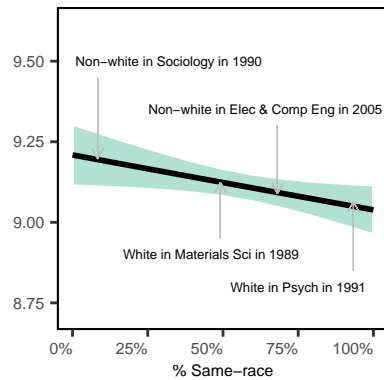 9.50
9.25
9.00
8.75
Non−white in Sociology in 1990
Non−white in Elec & Comp Eng in 2005
White in Materials Sci in 1989
White in Psych in 1991
0% 25% 50% 75% 100%
% Same−race